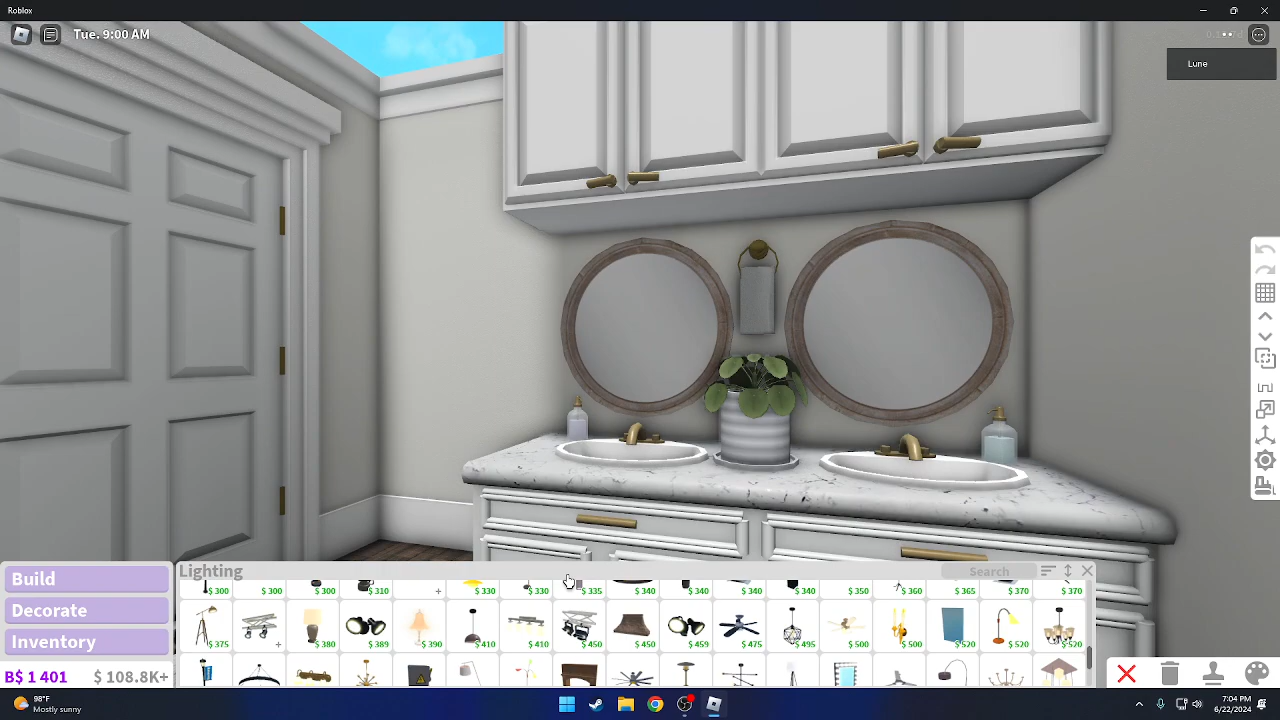 Roblox
Tue. 9:00 AM
Lune
Build
Decorate
Inventory
B$ 1 401 $ 108.8K+
Lighting Search
$ 300 $ 300 $ 300 $ 310 + $ 330 $ 330 $ 335 $ 340 $ 340 $ 340 $ 340 $ 350 $ 360 $ 365 $ 370 $ 370
$ 375 + $ 380 $ 389 $ 390 $ 410 $ 410 $ 450 $ 450 $ 459 $ 475 $ 495 $ 500 $ 500 $ 520 $ 520 $ 520
98°F
Mostly sunny
7:04 PM
6/22/2024